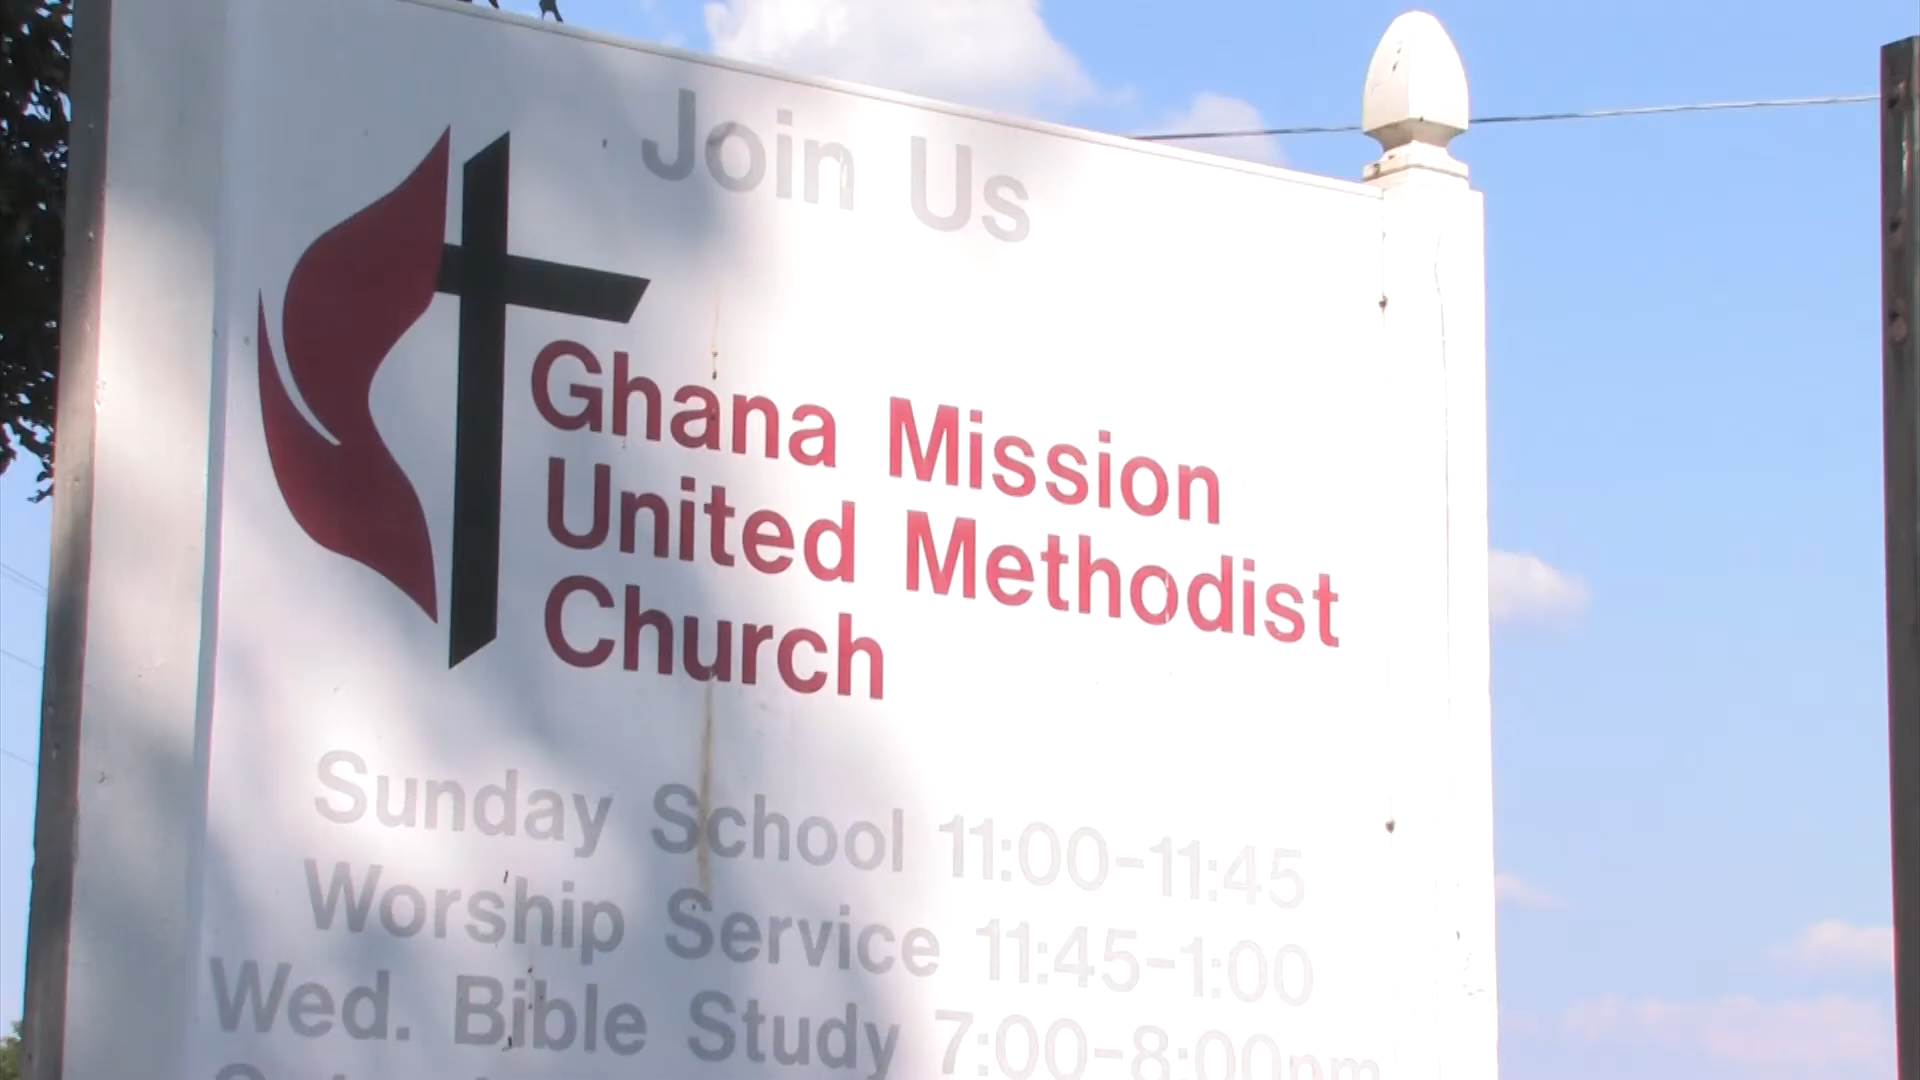 Join Us
Ghana Mission
United Methodist
Church
Sunday School 11:00-11:45
Worship Service 11:45-1:00
Wed. Bible Study 7:00-8:00pm